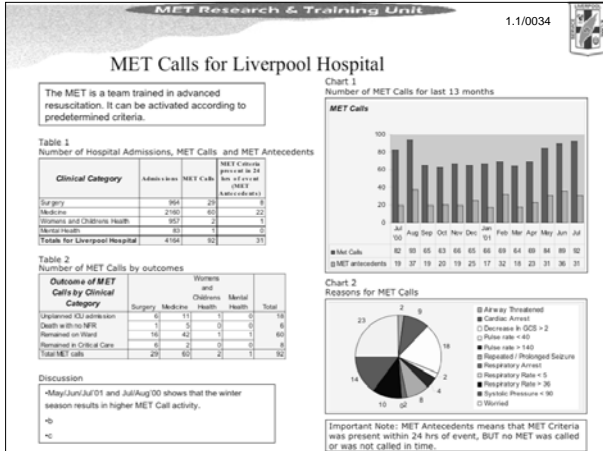 MET Research & Training Unit
1.1/0034
LIVERPOOL
MET Calls for Liverpool Hospital
The MET is a team trained in advanced
resuscitation. It can be activated according to
predetermined criteria.
Table 1
Number of Hospital Admissions, MET Calls and MET Antecedents
Clinical Category Admissions MET Calls MET Criteria present in 24 hrs of event (MET Antecedents)
Surgery 964 29 8
Medicine 2160 60 22
Womens and Childrens Health 957 2 1
Mental Health 83 1 0
Totals for Liverpool Hospital 4164 92 31
Table 2
Number of MET Calls by outcomes
Outcome of MET Calls by Clinical Category Surgery Medicine Womens and Childrens Health Mental Health Total
Unplanned ICU admission 6 11 1 0 18
Death with no NFR 1 5 0 0 6
Remained on Ward 16 42 1 1 60
Remained in Critical Care 6 2 0 0 8
Total MET calls 29 60 2 1 92
Discussion
•May/Jun/Jul'01 and Jul/Aug'00 shows that the winter
season results in higher MET Call activity.
•b
•c
Chart 1
Number of MET Calls for last 13 months
MET Calls
100
80
60
40
20
0
Jul '00 Aug Sep Oct Nov Dec Jan '01 Feb Mar Apr May Jun Jul
Met Calls 82 93 65 63 66 65 66 69 64 69 84 89 92
MET antecedents 19 37 19 20 19 25 17 32 18 23 31 36 31
Chart 2
Reasons for MET Calls
2 9
23
18
2
4
14
8
10 0 2
Airway Threatened
Cardiac Arrest
Decrease in GCS > 2
Pulse rate < 40
Pulse rate > 140
Repeated / Prolonged Seizure
Respiratory Arrest
Respiratory Rate < 5
Respiratory Rate > 36
Systolic Pressure < 90
Worried
Important Note: MET Antecedents means that MET Criteria
was present within 24 hrs of event, BUT no MET was called
or was not called in time.